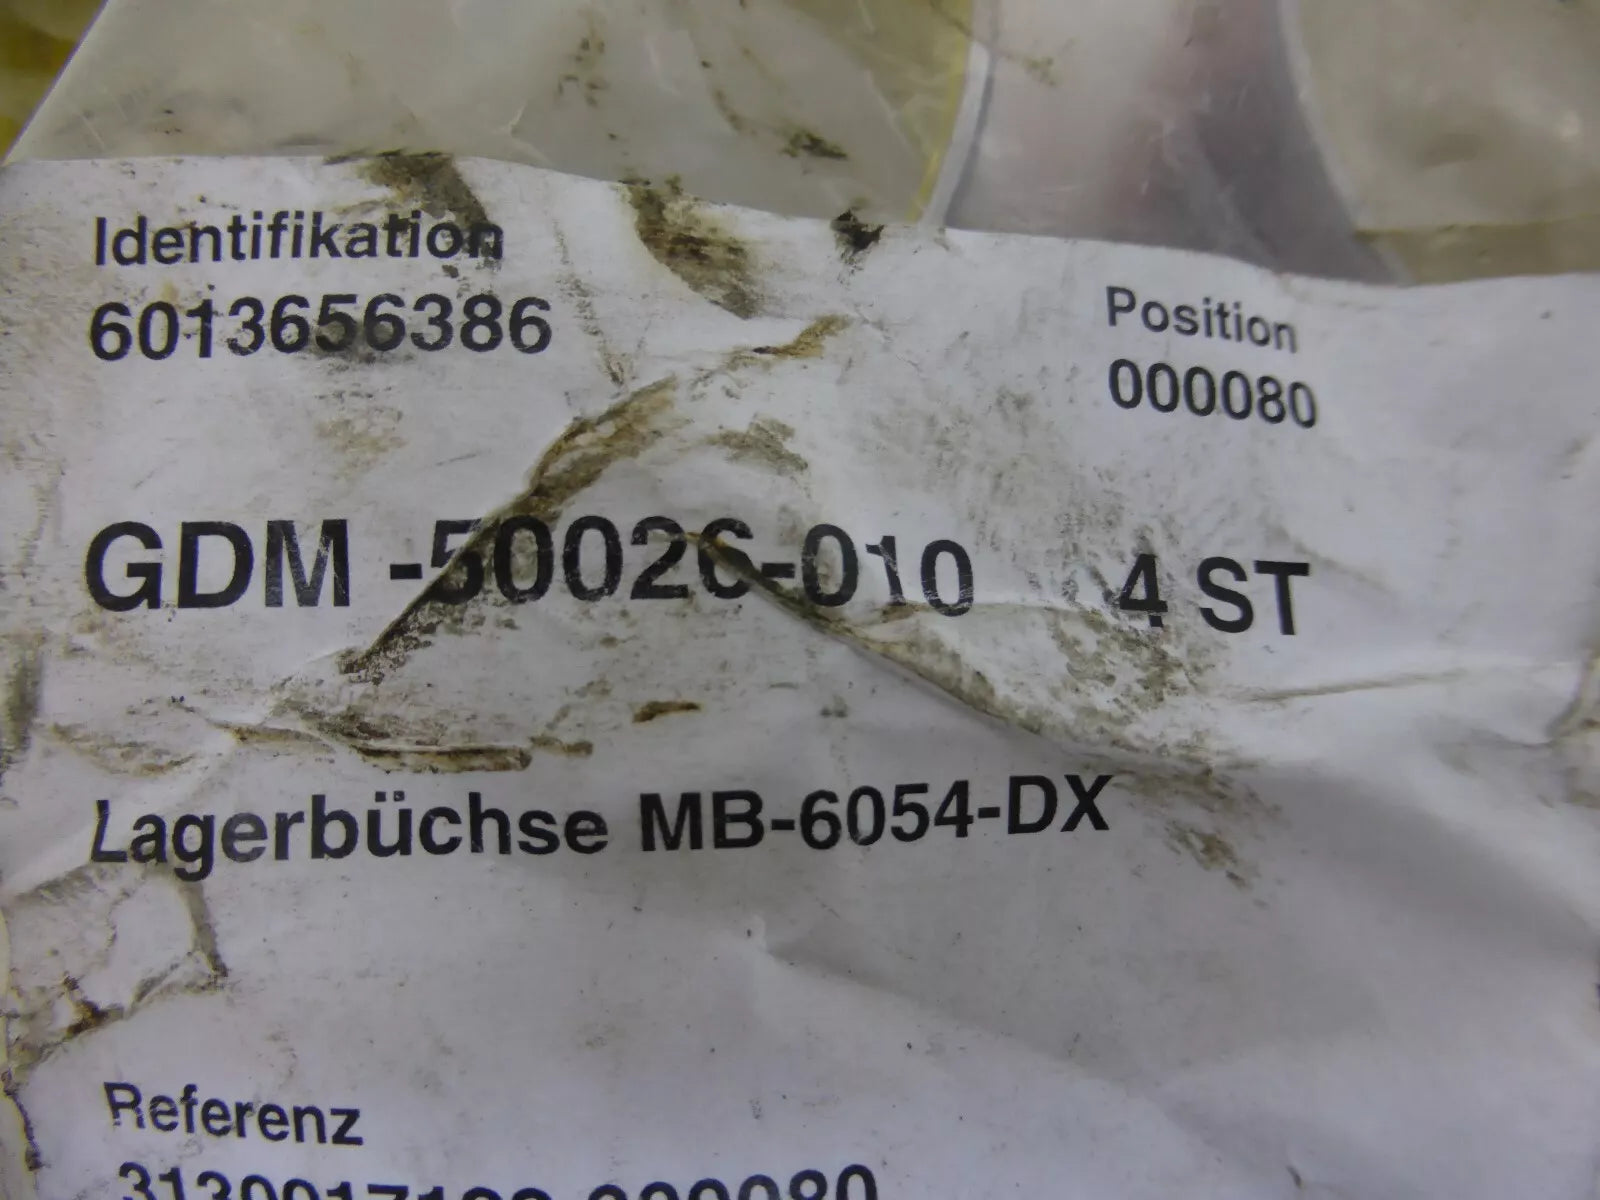 Identifikation
6013656386
Position
000080
GDM -50026-010 4 ST
Lagerbüchse MB-6054-DX
Referenz